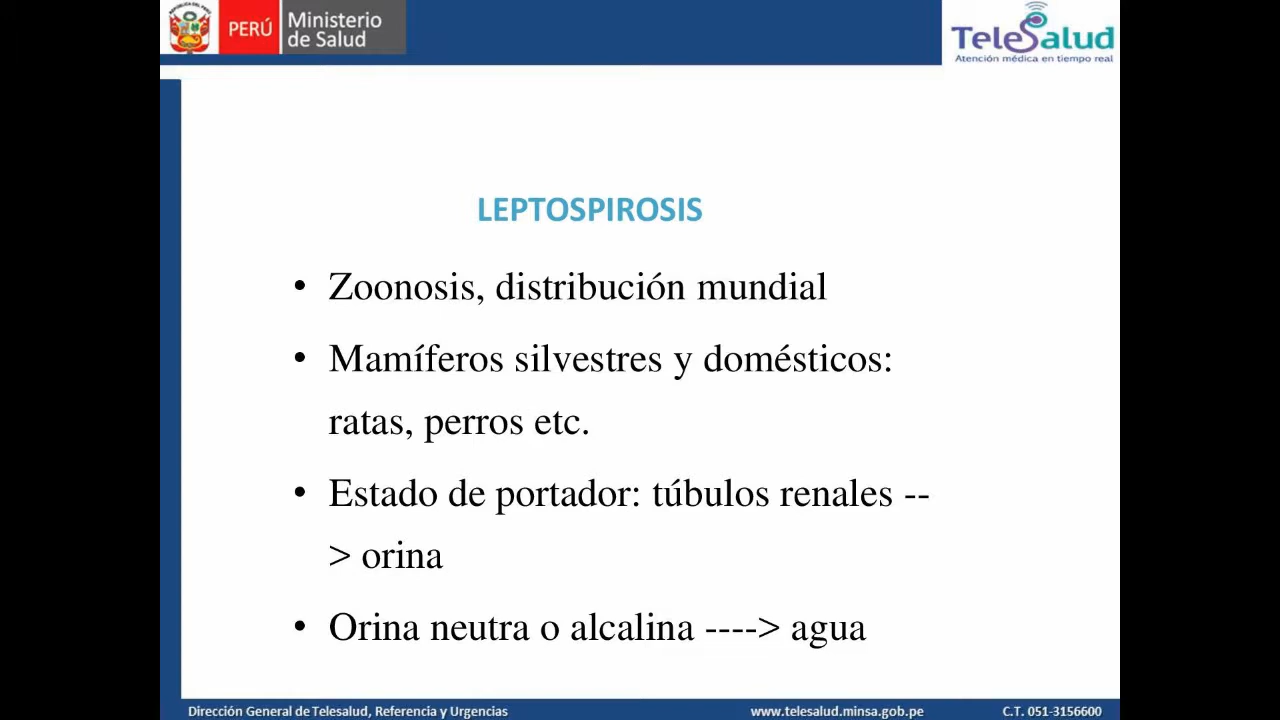 PERÚ
Ministerio
de Salud
TeleSalud
Atención médica en tiempo real
LEPTOSPIROSIS
• Zoonosis, distribución mundial
• Mamíferos silvestres y domésticos:
ratas, perros etc.
• Estado de portador: túbulos renales --
> orina
• Orina neutra o alcalina ----> agua
Dirección General de Telesalud, Referencia y Urgencias
www.telesalud.minsa.gob.pe
C.T. 051-3156600